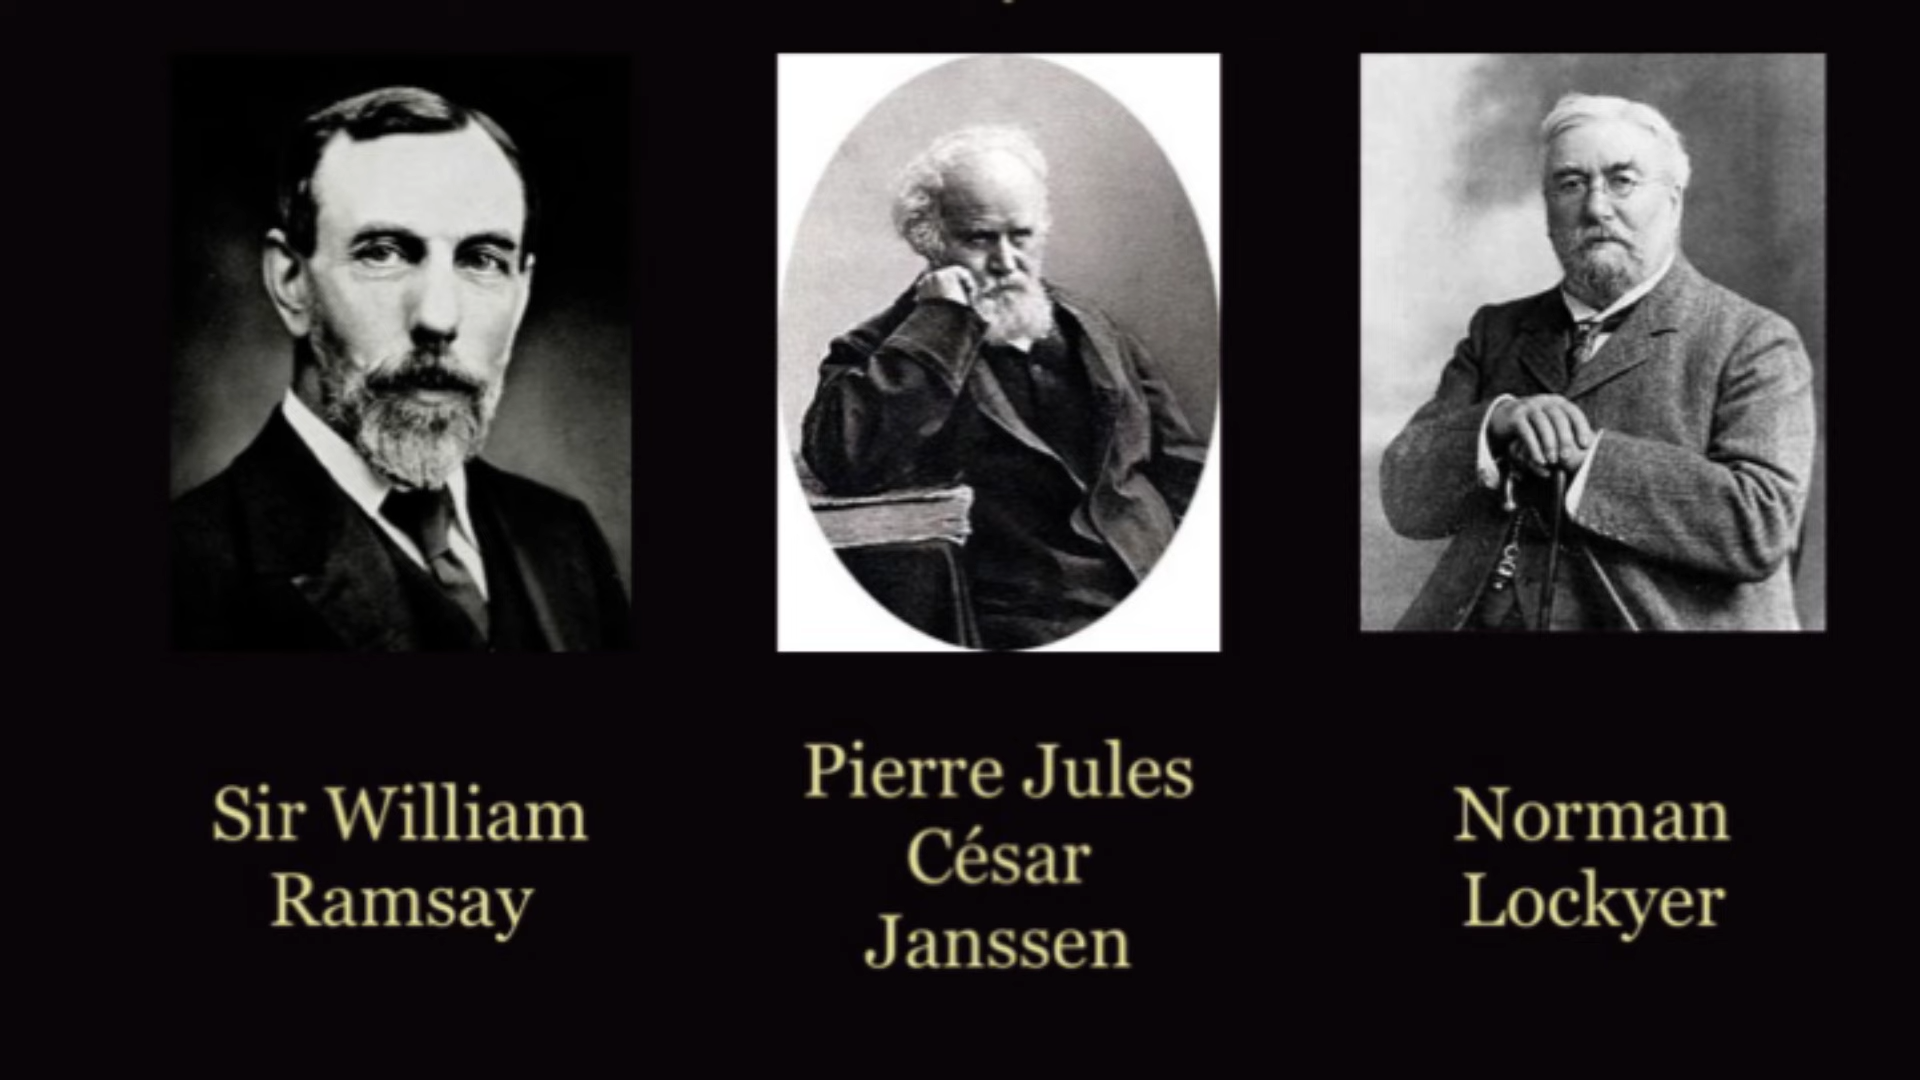 Sir William
Ramsay
Pierre Jules
César
Janssen
Norman
Lockyer